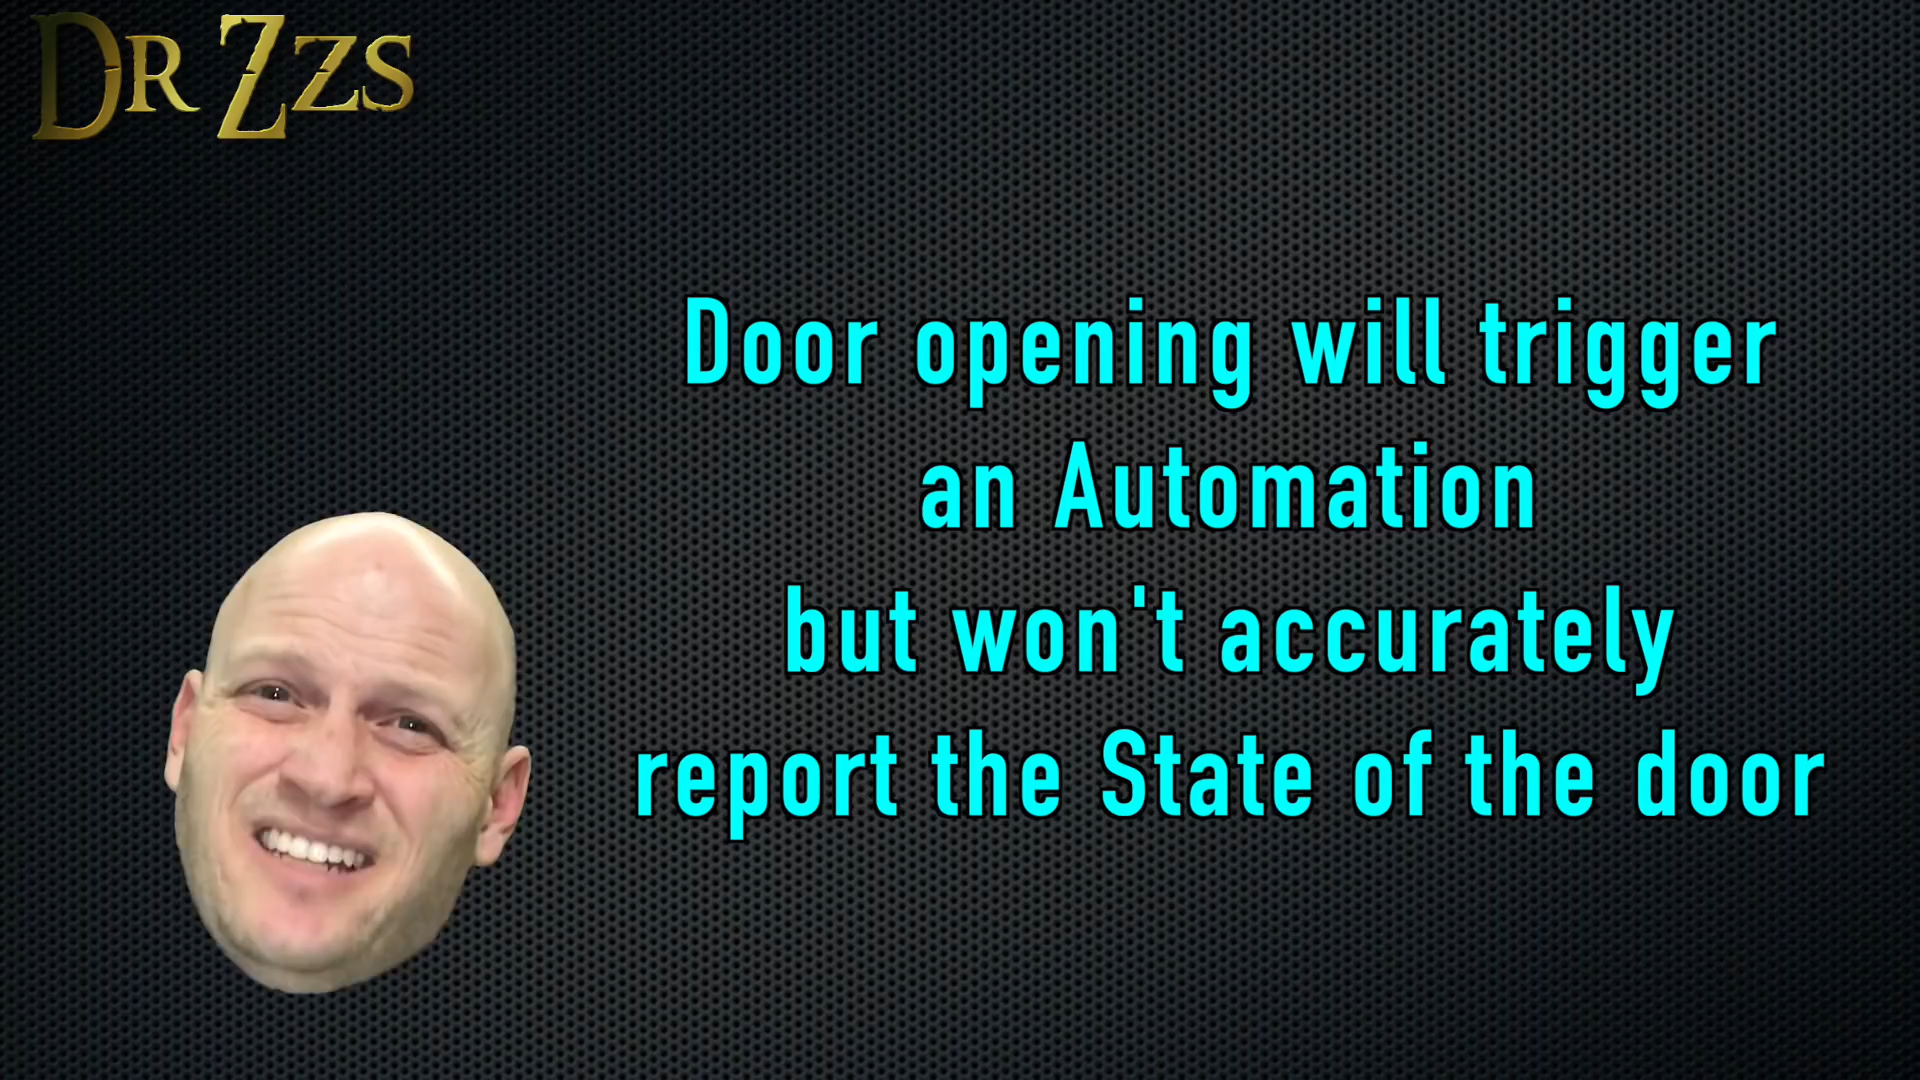 DR ZZS
Door opening will trigger
an Automation
but won't accurately
report the State of the door